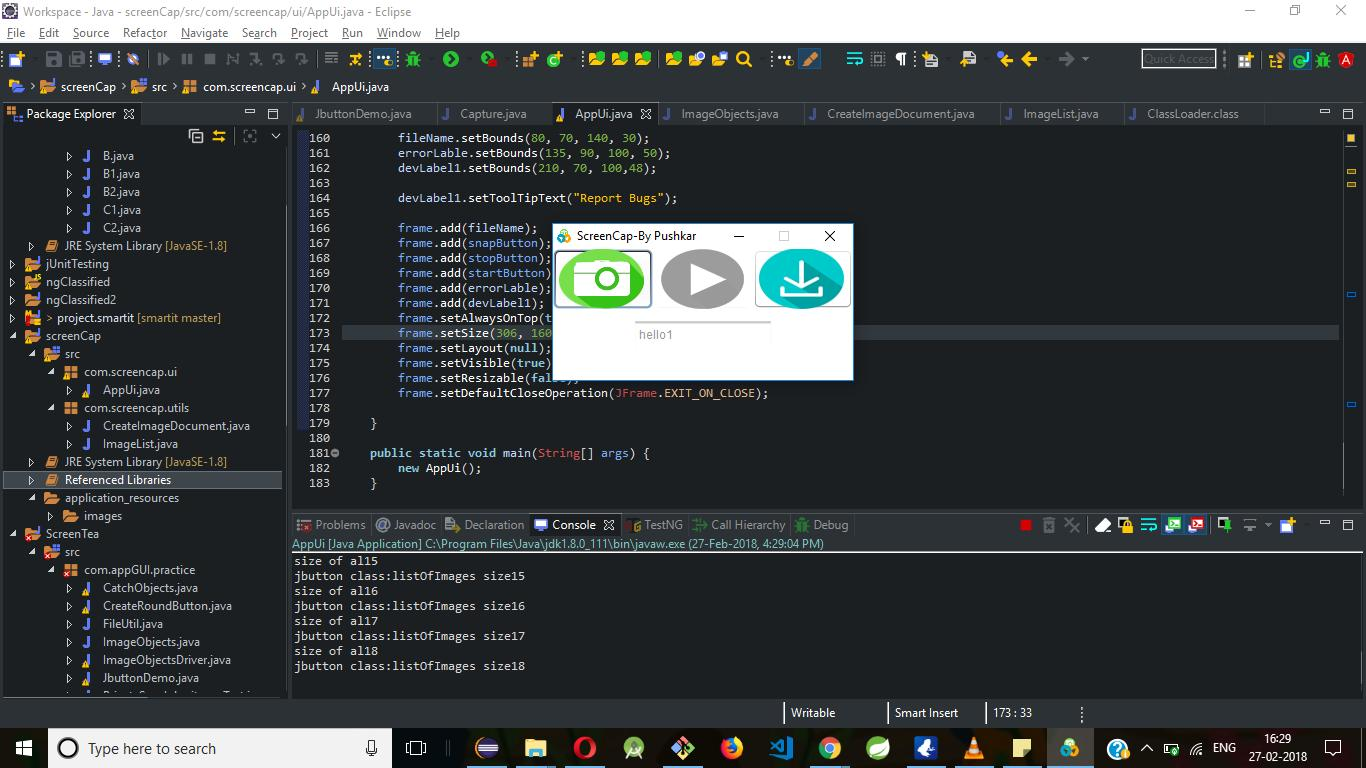 Workspace - Java - screenCap/src/com/screencap/ui/AppUi.java - Eclipse
File Edit Source Refactor Navigate Search Project Run Window Help
Quick Access
screenCap src com.screencap.ui AppUi.java
Package Explorer
B.java
B1.java
B2.java
C1.java
C2.java
JRE System Library [JavaSE-1.8]
jUnitTesting
ngClassified
ngClassified2
> project.smartit [smartit master]
screenCap
src
com.screencap.ui
AppUi.java
com.screencap.utils
CreateImageDocument.java
ImageList.java
JRE System Library [JavaSE-1.8]
Referenced Libraries
application_resources
images
ScreenTea
src
com.appGUI.practice
CatchObjects.java
CreateRoundButton.java
FileUtil.java
ImageObjects.java
ImageObjectsDriver.java
JbuttonDemo.java
JbuttonDemo.java Capture.java AppUi.java ImageObjects.java CreateImageDocument.java ImageList.java ClassLoader.class
160 fileName.setBounds(80, 70, 140, 30);
161 errorLable.setBounds(135, 90, 100, 50);
162 devLabel1.setBounds(210, 70, 100,48);
163
164 devLabel1.setToolTipText("Report Bugs");
165
166 frame.add(fileName);
167 frame.add(snapButton);
168 frame.add(stopButton);
169 frame.add(startButton)
170 frame.add(errorLable);
171 frame.add(devLabel1);
172 frame.setAlwaysOnTop(t
173 frame.setSize(306, 160
174 frame.setLayout(null);
175 frame.setVisible(true)
176 frame.setResizable(false);
177 frame.setDefaultCloseOperation(JFrame.EXIT_ON_CLOSE);
178
179 }
180
181 public static void main(String[] args) {
182 new AppUi();
183 }
ScreenCap-By Pushkar
hello1
Problems Javadoc Declaration Console TestNG Call Hierarchy Debug
AppUi [Java Application] C:\Program Files\Java\jdk1.8.0_111\bin\javaw.exe (27-Feb-2018, 4:29:04 PM)
size of al15
jbutton class:listOfImages size15
size of al16
jbutton class:listOfImages size16
size of al17
jbutton class:listOfImages size17
size of al18
jbutton class:listOfImages size18
Writable Smart Insert 173 : 33
Type here to search
ENG
16:29
27-02-2018